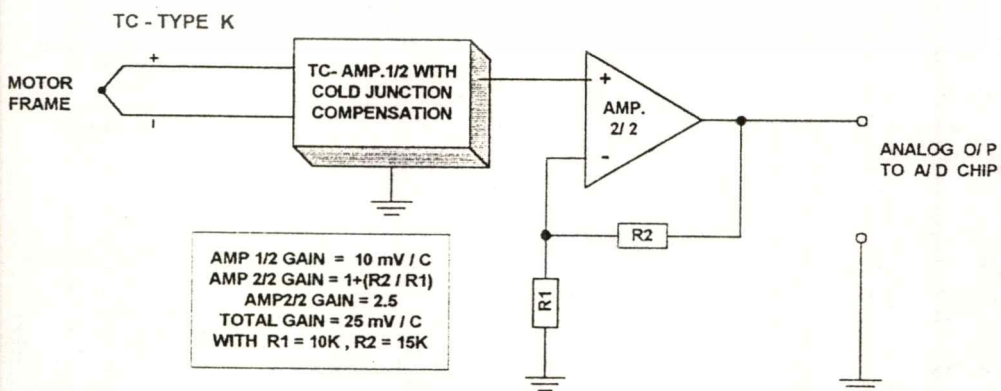 TC - TYPE K
+
MOTOR
FRAME
-
TC- AMP.1/2 WITH
COLD JUNCTION
COMPENSATION
+
AMP.
2/ 2
-
ANALOG O/ P
TO A/ D CHIP
R2
R1
AMP 1/2 GAIN = 10 mV / C
AMP 2/2 GAIN = 1+(R2 / R1)
AMP2/2 GAIN = 2.5
TOTAL GAIN = 25 mV / C
WITH R1 = 10K , R2 = 15K